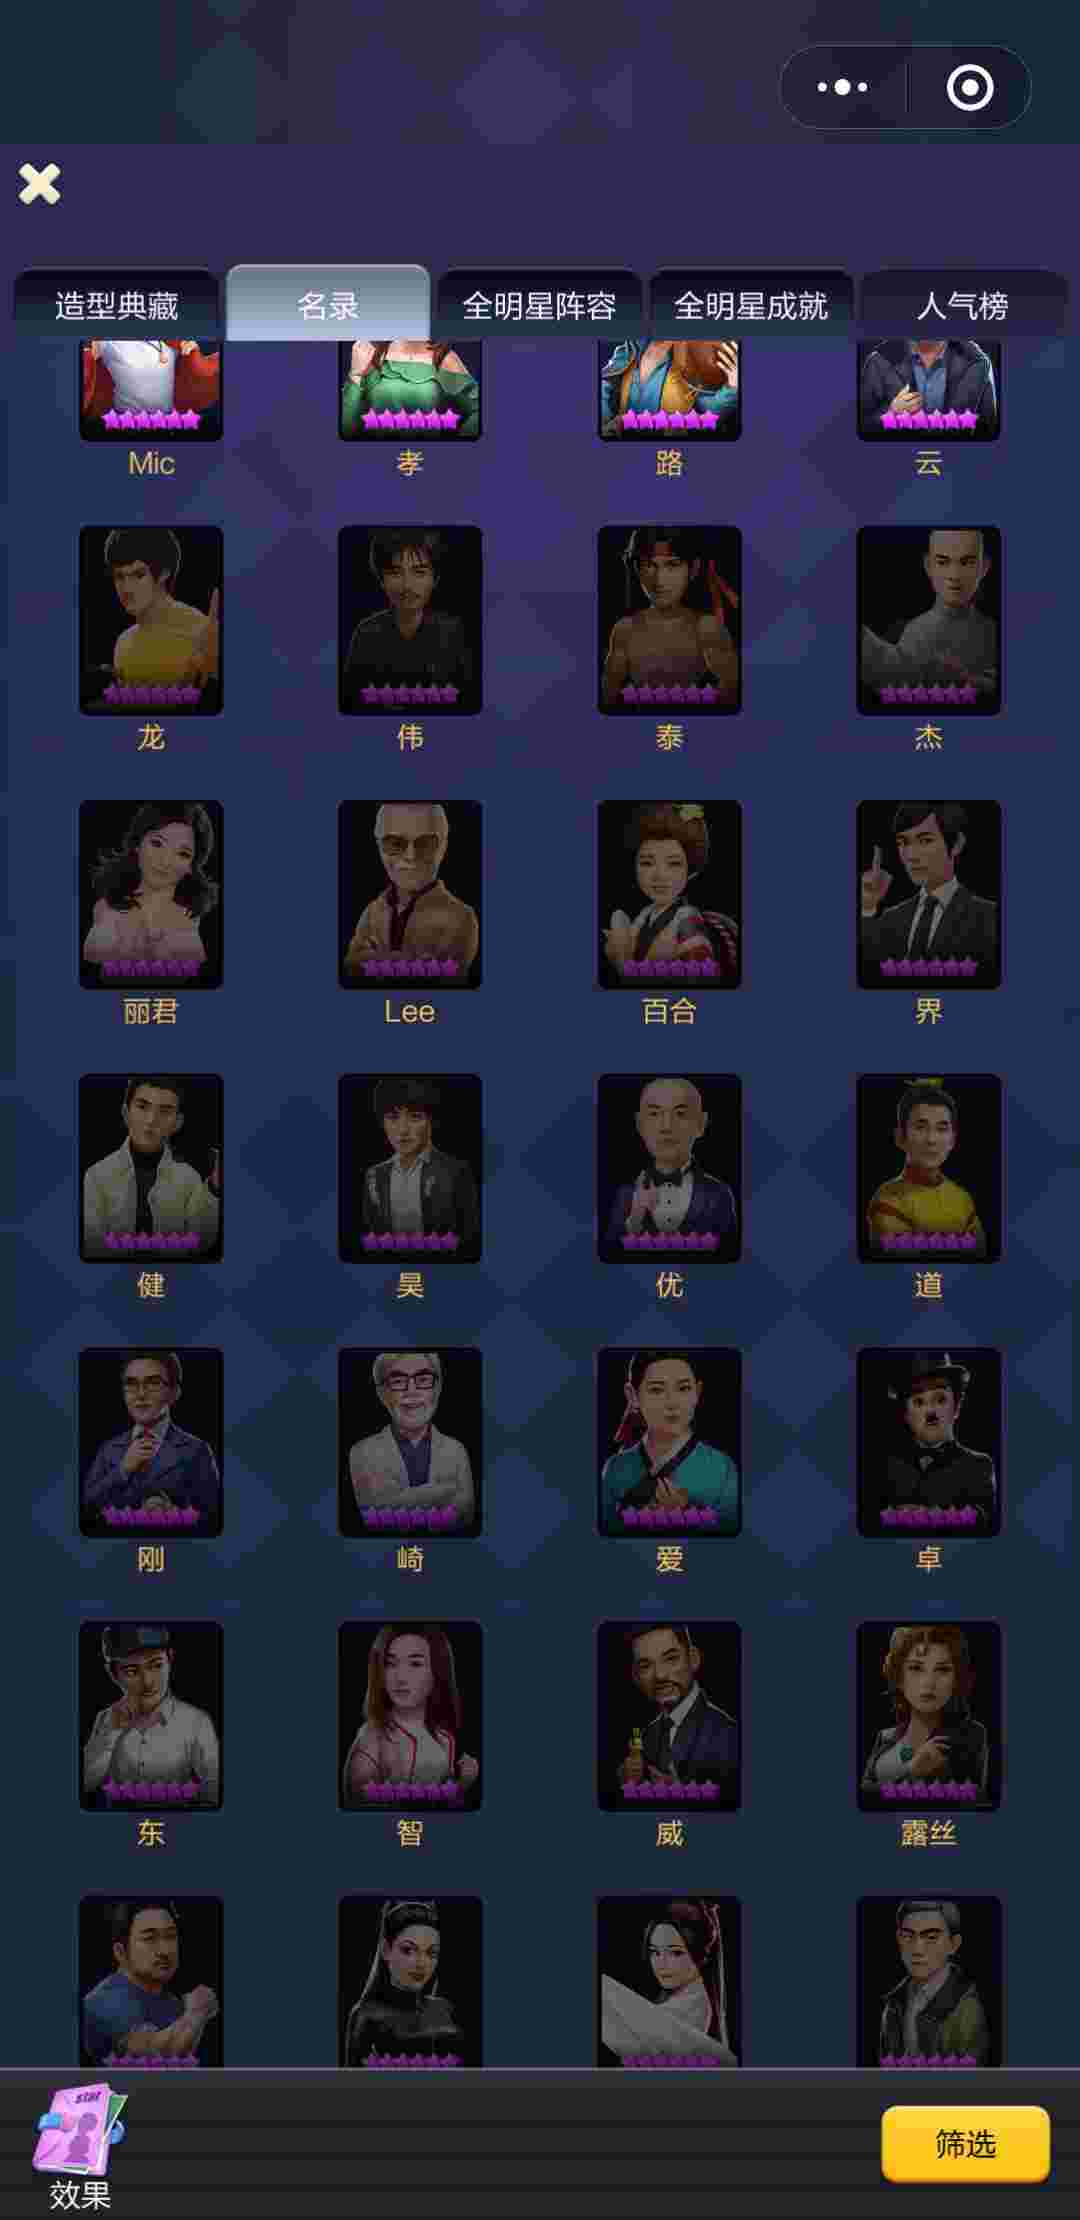 造型典藏
名录
全明星阵容
全明星成就
人气榜
Mic
孝
路
云
龙
伟
泰
杰
丽君
Lee
百合
界
健
昊
优
道
刚
崎
爱
卓
东
智
威
露丝
star
效果
筛选